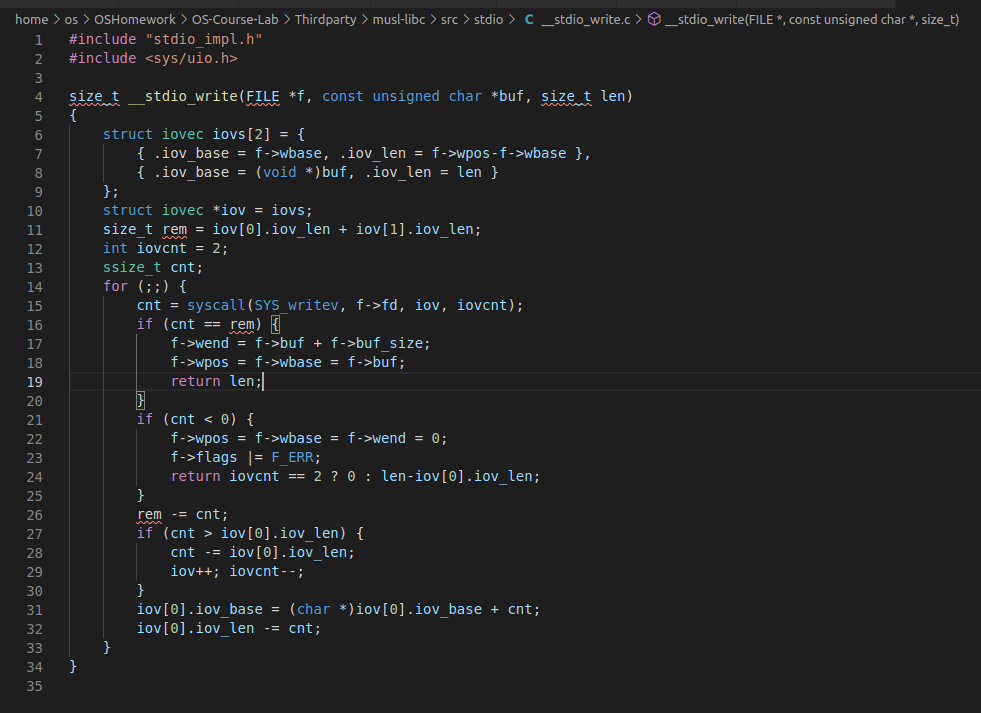 home > os > OSHomework > OS-Course-Lab > Thirdparty > musl-libc > src > stdio > C __stdio_write.c > __stdio_write(FILE *, const unsigned char *, size_t)
1 #include "stdio_impl.h"
2 #include <sys/uio.h>
3
4 size_t __stdio_write(FILE *f, const unsigned char *buf, size_t len)
5 {
6     struct iovec iovs[2] = {
7         { .iov_base = f->wbase, .iov_len = f->wpos-f->wbase },
8         { .iov_base = (void *)buf, .iov_len = len }
9     };
10     struct iovec *iov = iovs;
11     size_t rem = iov[0].iov_len + iov[1].iov_len;
12     int iovcnt = 2;
13     ssize_t cnt;
14     for (;;) {
15         cnt = syscall(SYS_writev, f->fd, iov, iovcnt);
16         if (cnt == rem) {
17             f->wend = f->buf + f->buf_size;
18             f->wpos = f->wbase = f->buf;
19             return len;
20         }
21         if (cnt < 0) {
22             f->wpos = f->wbase = f->wend = 0;
23             f->flags |= F_ERR;
24             return iovcnt == 2 ? 0 : len-iov[0].iov_len;
25         }
26         rem -= cnt;
27         if (cnt > iov[0].iov_len) {
28             cnt -= iov[0].iov_len;
29             iov++; iovcnt--;
30         }
31         iov[0].iov_base = (char *)iov[0].iov_base + cnt;
32         iov[0].iov_len -= cnt;
33     }
34 }
35